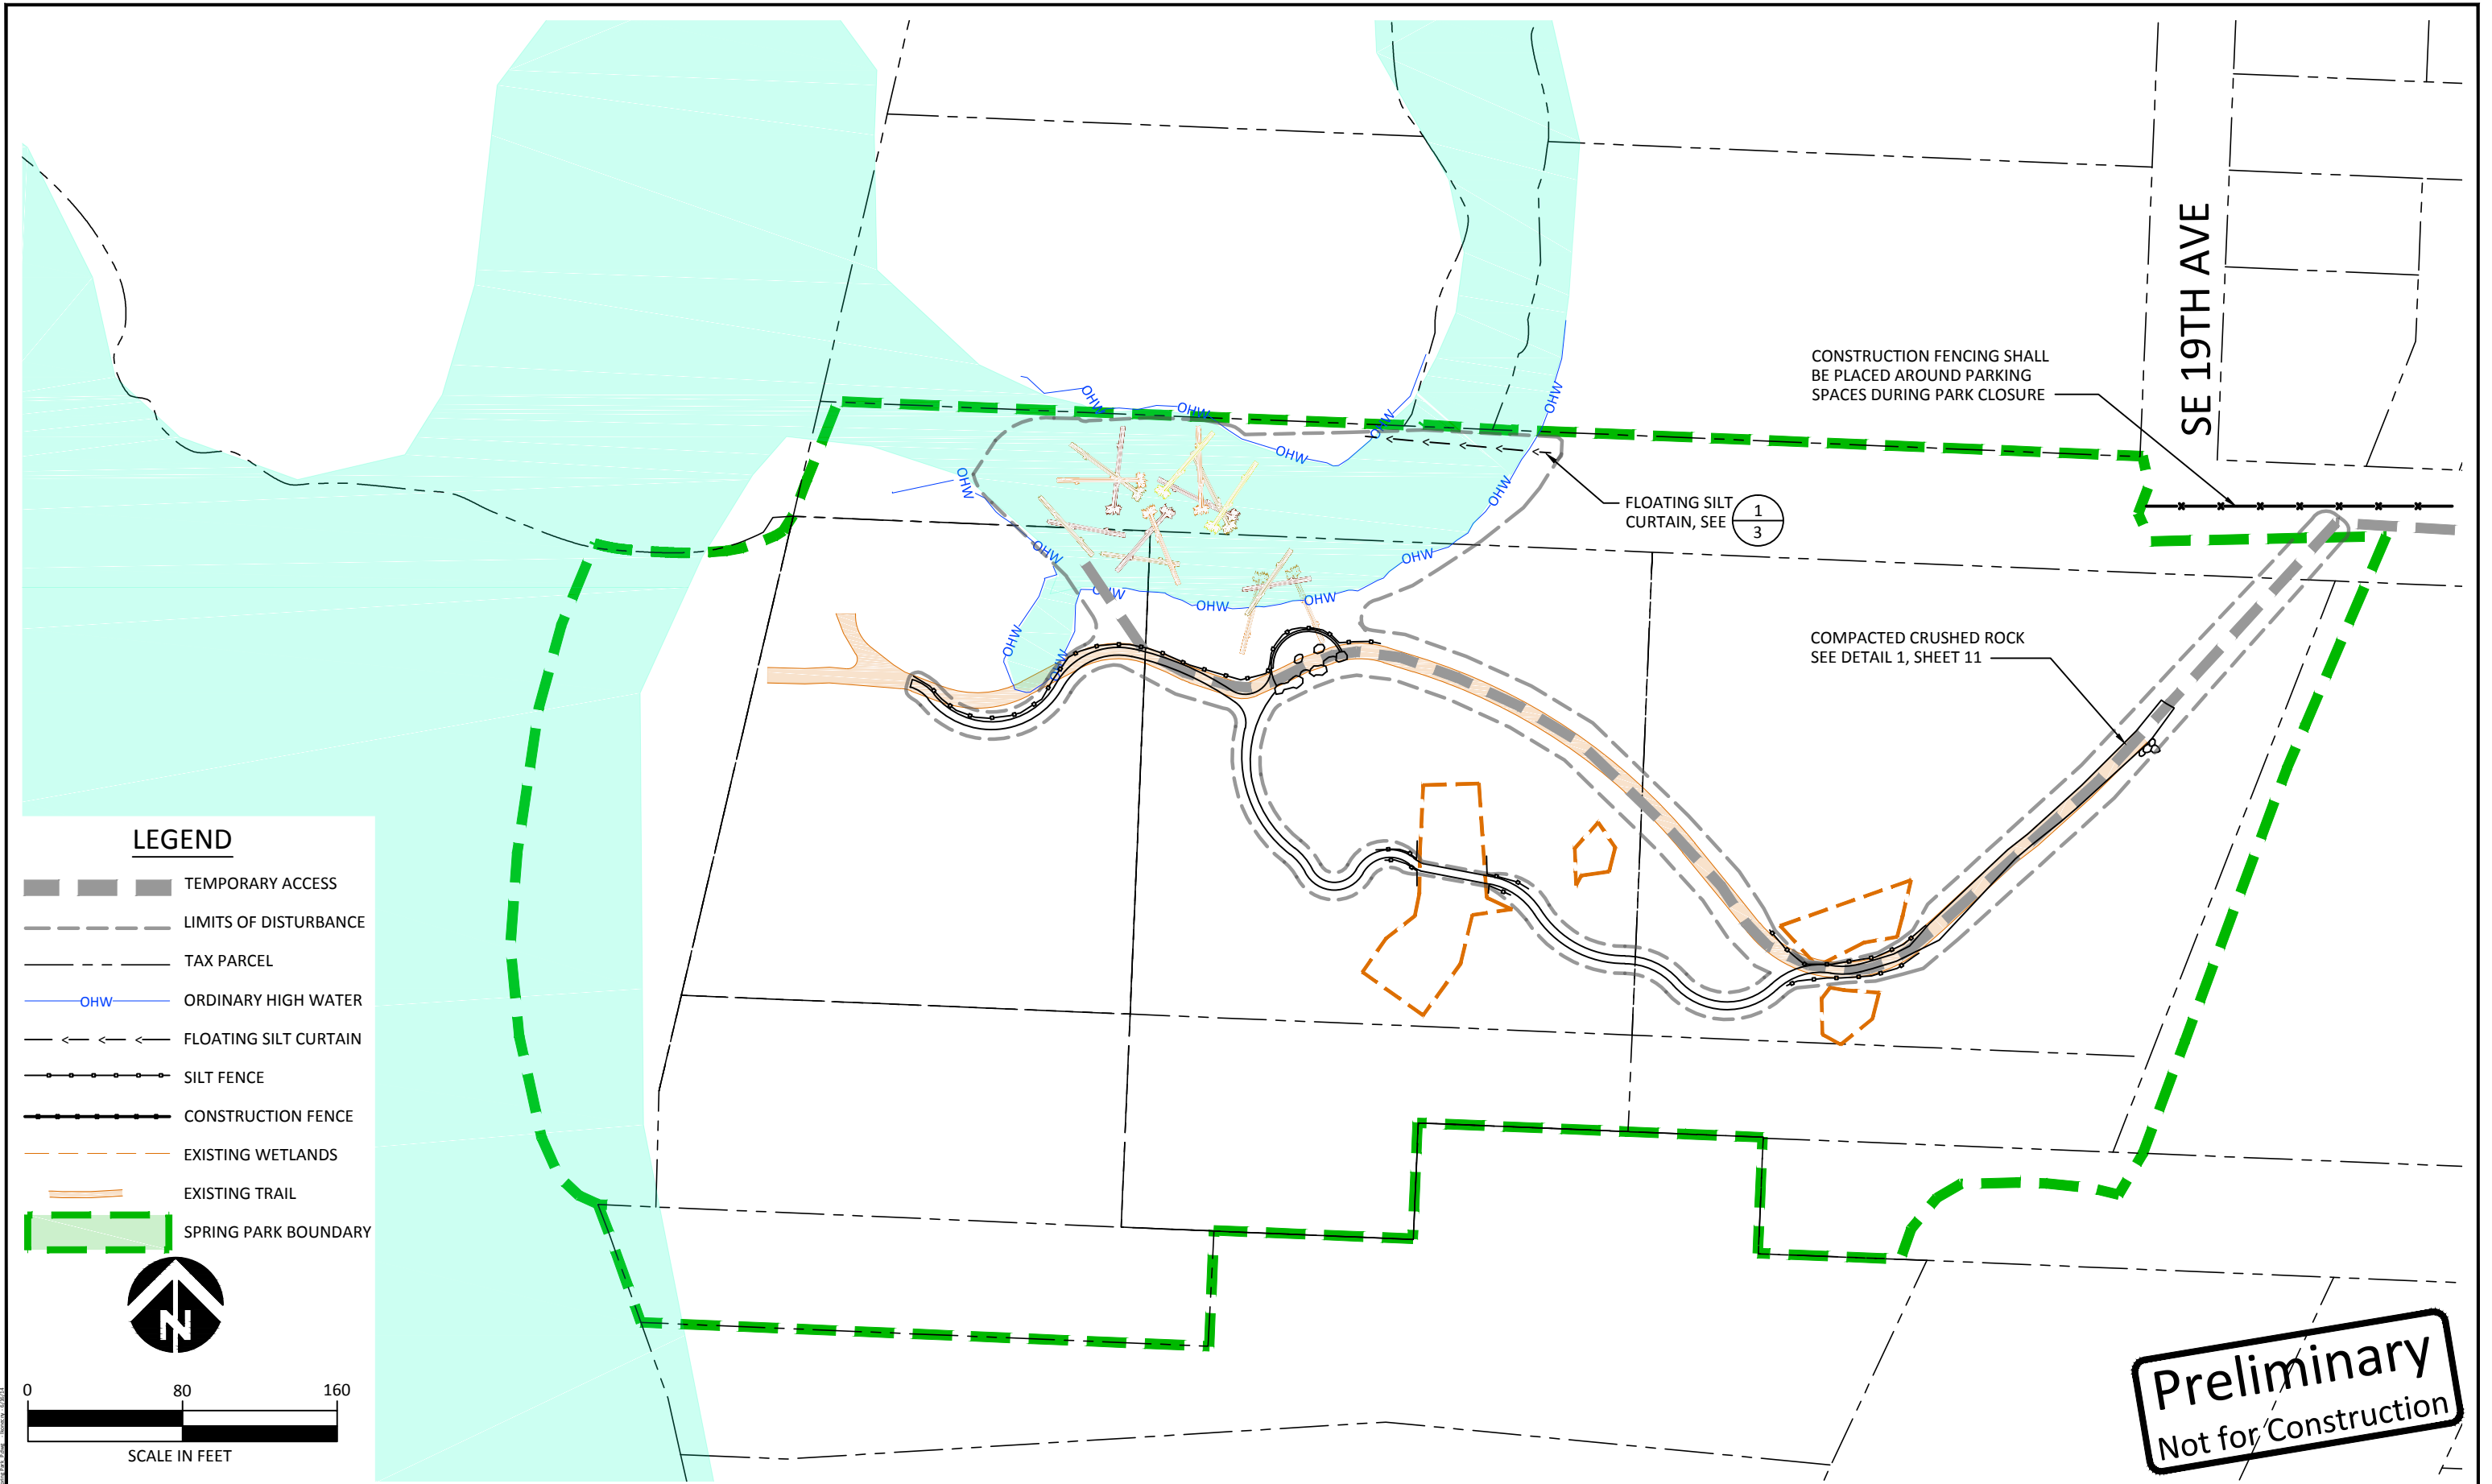 SE 19TH AVE
CONSTRUCTION FENCING SHALL
BE PLACED AROUND PARKING
SPACES DURING PARK CLOSURE
OHW
OHW
OHW
OHW
OHW
OHW
OHW
FLOATING SILT
CURTAIN, SEE
1
3
OHW
OHW
OHW
OHW
OHW
OHW
OHW
COMPACTED CRUSHED ROCK
SEE DETAIL 1, SHEET 11
LEGEND
TEMPORARY ACCESS
LIMITS OF DISTURBANCE
TAX PARCEL
OHW ORDINARY HIGH WATER
FLOATING SILT CURTAIN
SILT FENCE
CONSTRUCTION FENCE
EXISTING WETLANDS
EXISTING TRAIL
SPRING PARK BOUNDARY
N
0 80 160
SCALE IN FEET
Preliminary
Not for Construction